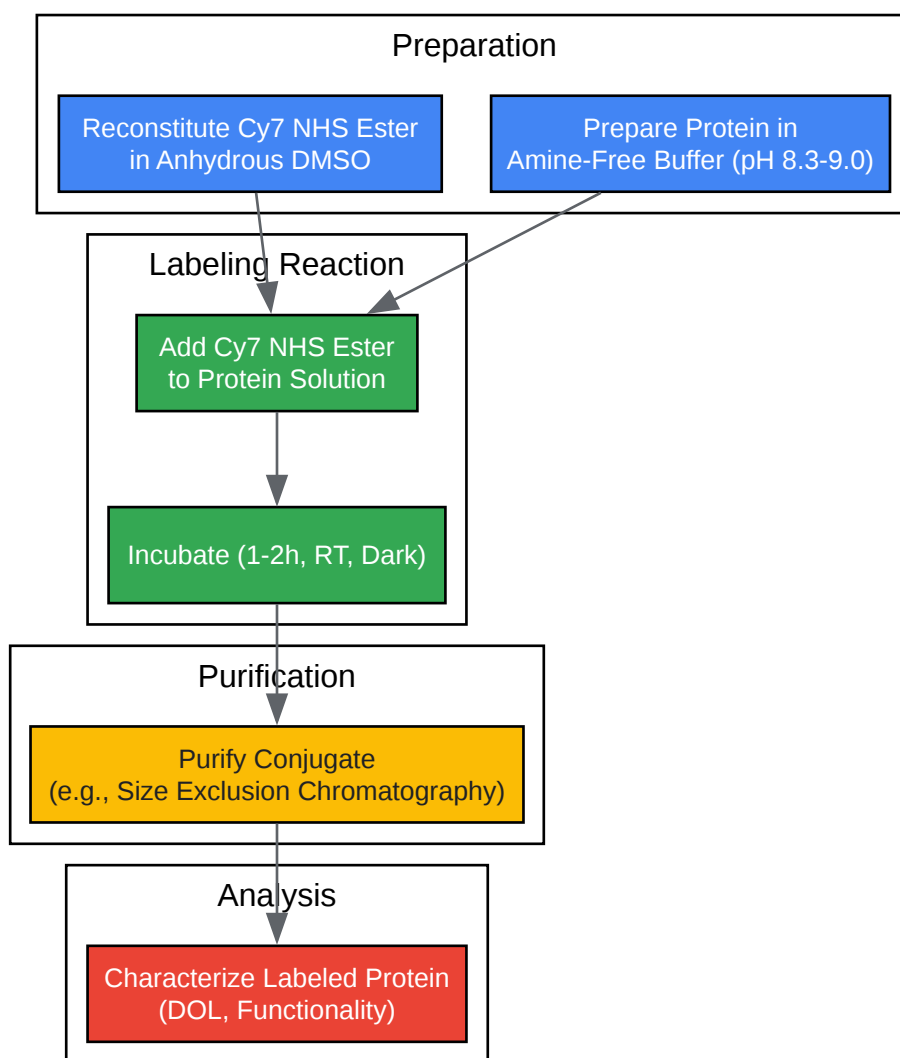 Preparation
Reconstitute Cy7 NHS Ester
in Anhydrous DMSO
Prepare Protein in
Amine-Free Buffer (pH 8.3-9.0)
Labeling Reaction
Add Cy7 NHS Ester
to Protein Solution
Incubate (1-2h, RT, Dark)
Purification
Purify Conjugate
(e.g., Size Exclusion Chromatography)
Analysis
Characterize Labeled Protein
(DOL, Functionality)